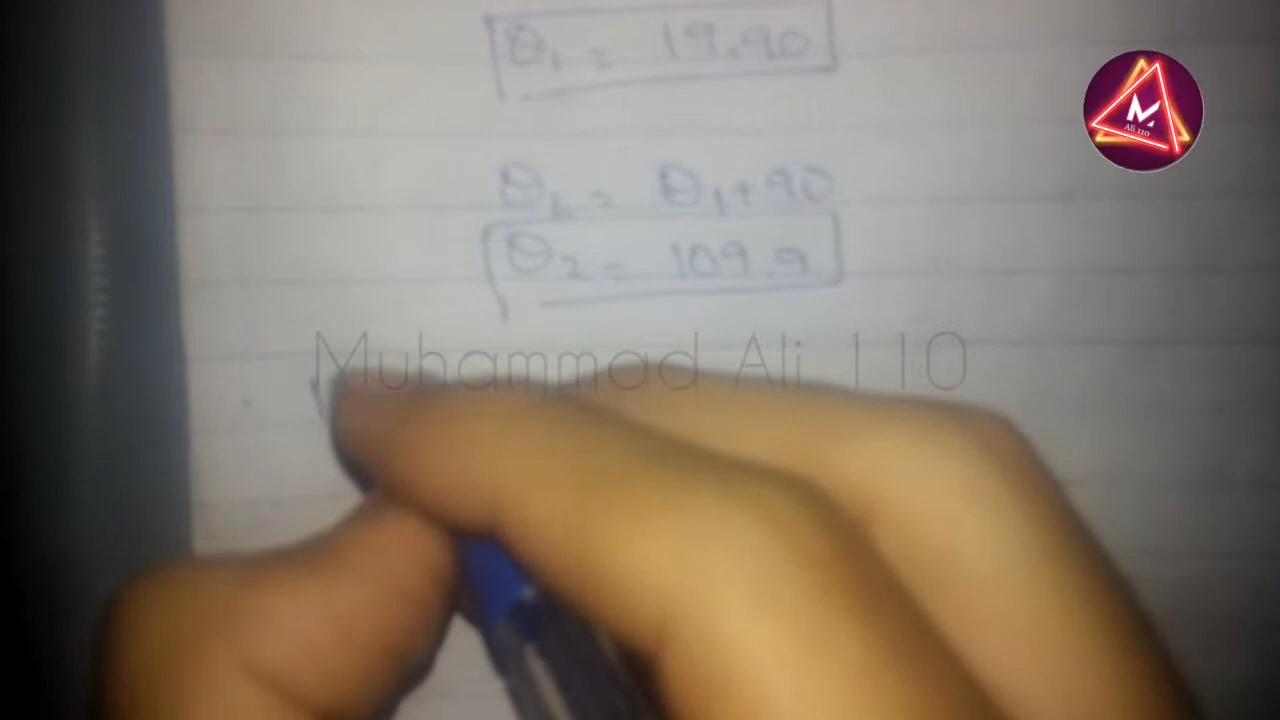 θ₁ = 19.90
θ₂ = θ₁ + 90
θ₂ = 109.9
Muhammad Ali 110
M
Ali 110